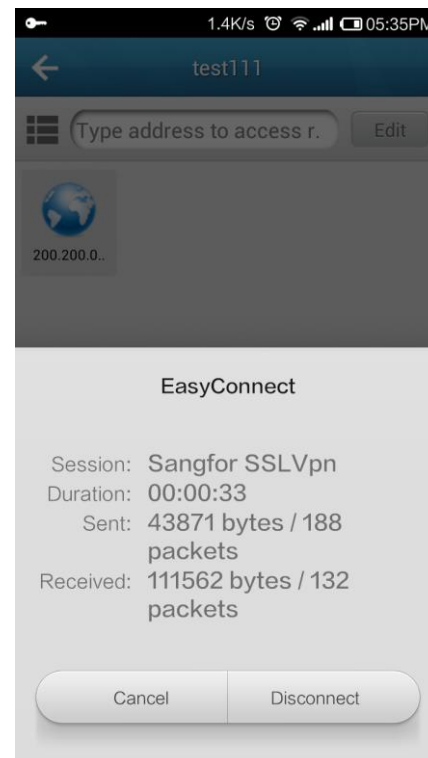 1.4K/s 05:35PM
test111
Type address to access r. Edit
200.200.0..
EasyConnect
Session: Sangfor SSLVpn
Duration: 00:00:33
Sent: 43871 bytes / 188
packets
Received: 111562 bytes / 132
packets
Cancel Disconnect